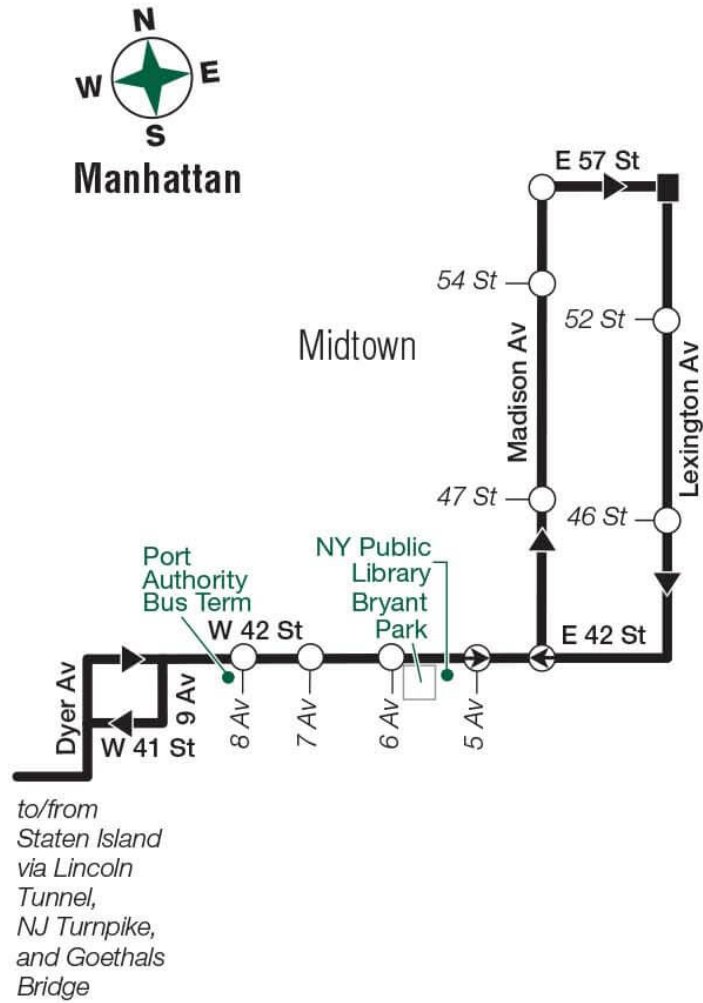 N
W
E
S
Manhattan
E 57 St
54 St
52 St
Midtown
Madison Av
Lexington Av
47 St
46 St
Port
Authority
Bus Term
NY Public
Library
Bryant
Park
W 42 St
E 42 St
Dyer Av
9 Av
W 41 St
8 Av
7 Av
6 Av
5 Av
to/from
Staten Island
via Lincoln
Tunnel,
NJ Turnpike,
and Goethals
Bridge